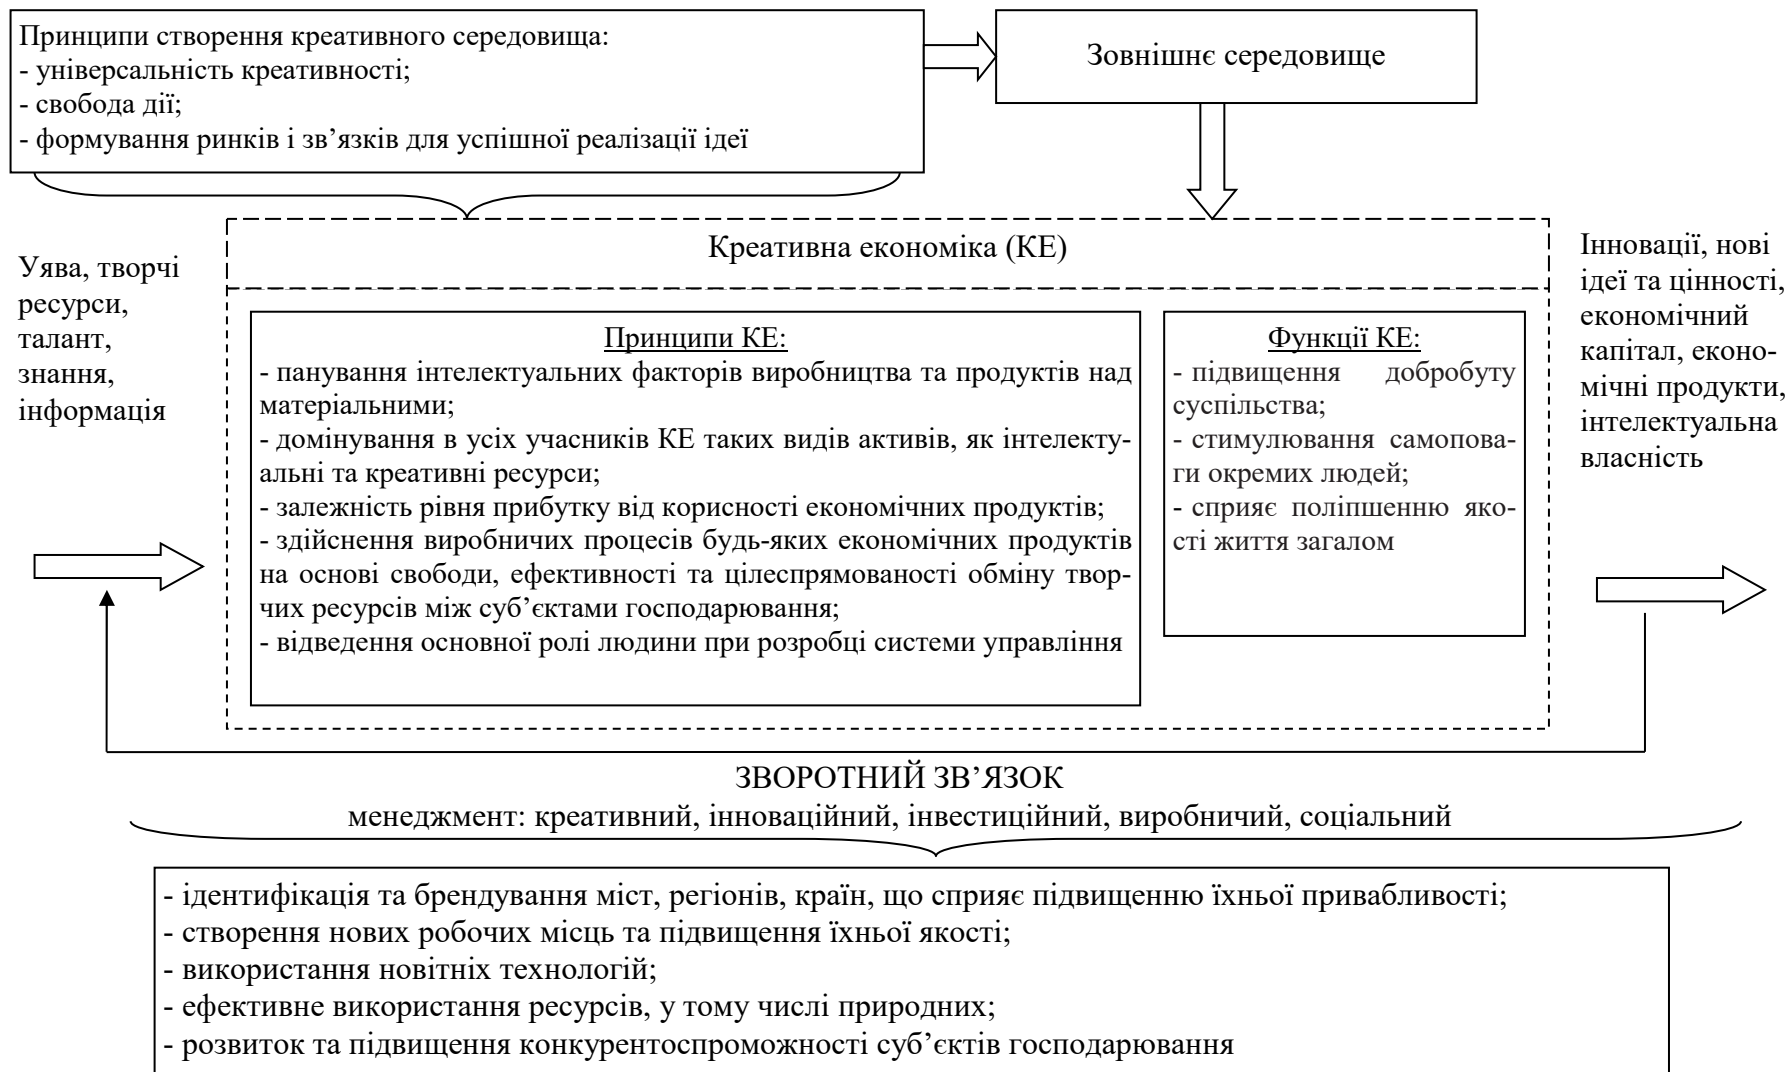 Принципи створення креативного середовища:
- універсальність креативності;
- свобода дії;
- формування ринків і зв’язків для успішної реалізації ідеї
Зовнішнє середовище
Креативна економіка (КЕ)
Уява, творчі
ресурси,
талант,
знання,
інформація
Принципи КЕ:
- панування інтелектуальних факторів виробництва та продуктів над
матеріальними;
- домінування в усіх учасників КЕ таких видів активів, як інтелекту-
альні та креативні ресурси;
- залежність рівня прибутку від корисності економічних продуктів;
- здійснення виробничих процесів будь-яких економічних продуктів
на основі свободи, ефективності та цілеспрямованості обміну твор-
чих ресурсів між суб’єктами господарювання;
- відведення основної ролі людини при розробці системи управління
Функції КЕ:
- підвищення добробуту
суспільства;
- стимулювання самопова-
ги окремих людей;
- сприяє поліпшенню яко-
сті життя загалом
Інновації, нові
ідеї та цінності,
економічний
капітал, еконо-
мічні продукти,
інтелектуальна
власність
ЗВОРОТНИЙ ЗВ’ЯЗОК
менеджмент: креативний, інноваційний, інвестиційний, виробничий, соціальний
- ідентифікація та брендування міст, регіонів, країн, що сприяє підвищенню їхньої привабливості;
- створення нових робочих місць та підвищення їхньої якості;
- використання новітніх технологій;
- ефективне використання ресурсів, у тому числі природних;
- розвиток та підвищення конкурентоспроможності суб’єктів господарювання